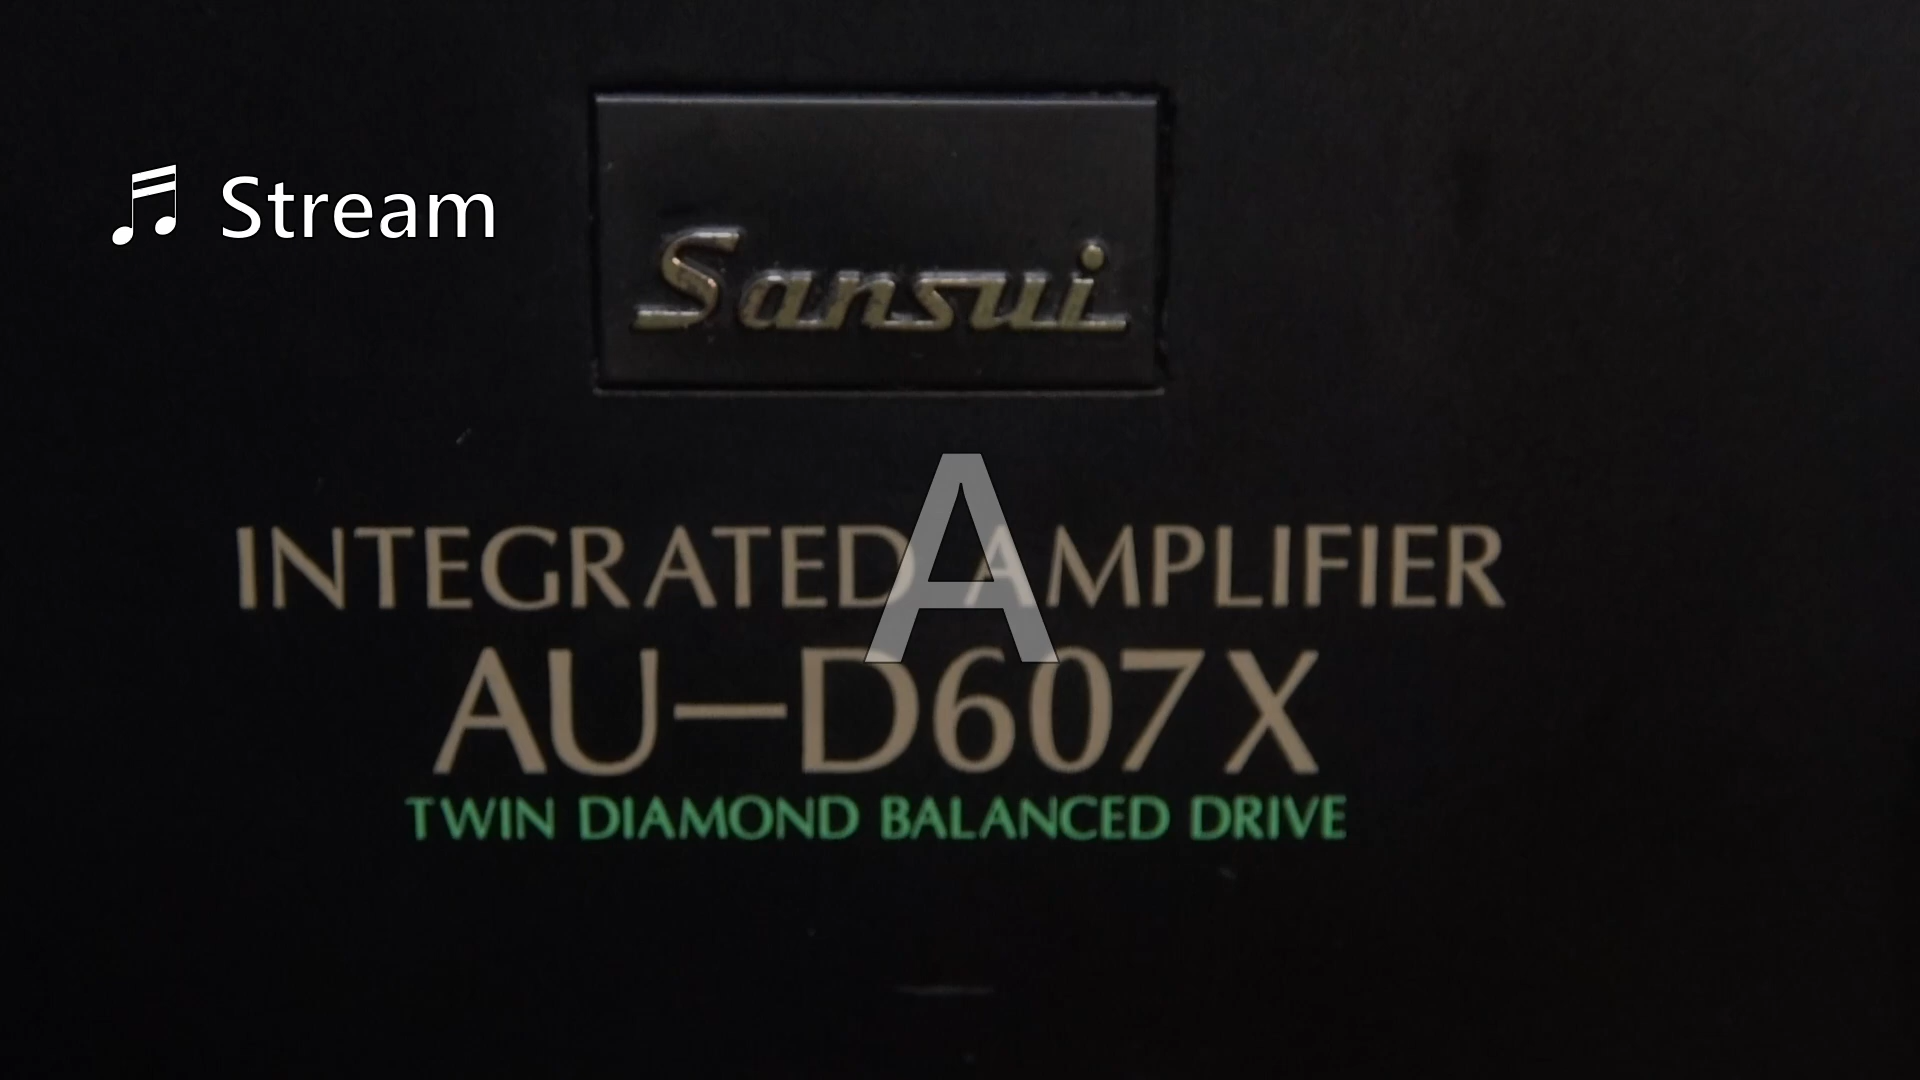 ♬ Stream
Sansui
A
INTEGRATED AMPLIFIER
AU-D607X
TWIN DIAMOND BALANCED DRIVE